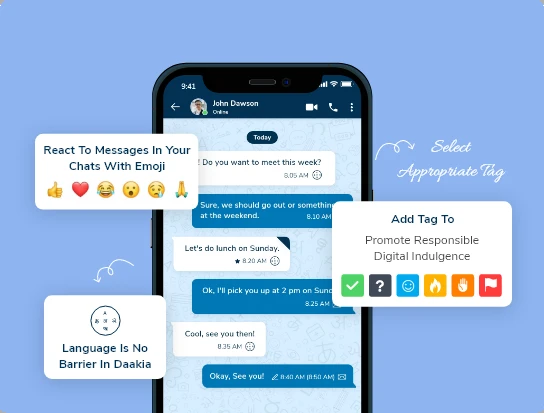 9:41
John Dawson
Online
Today
React To Messages In Your
Chats With Emoji
! Do you want to meet this week?
8.05 AM
Select
Appropriate Tag
Sure, we should go out or something
at the weekend.
8.10 AM
Add Tag To
Promote Responsible
Digital Indulgence
?
Let's do lunch on Sunday.
★ 8.20 AM
Ok, I'll pick you up at 2 pm on
8.25
Cool, see you then!
8.35 AM
Okay, See you!
8:40 AM (8:50 AM)
A
Language Is No
Barrier In Daakia